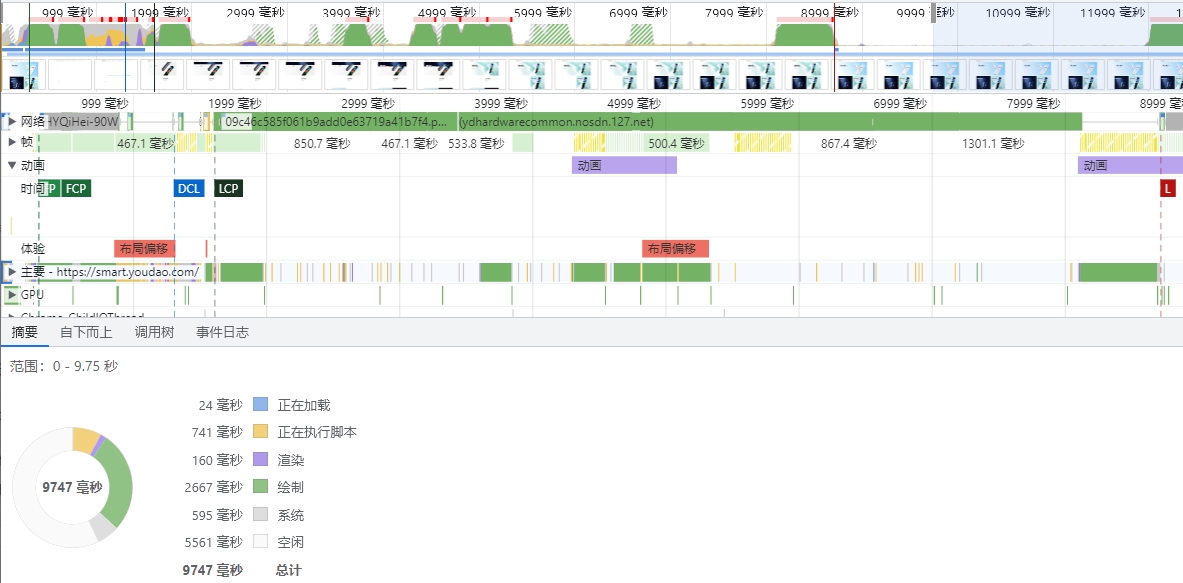 999 毫秒 1999 毫秒 2999 毫秒 3999 毫秒 4999 毫秒 5999 毫秒 6999 毫秒 7999 毫秒 8999 毫秒 9999 毫秒 10999 毫秒 11999 毫秒
999 毫秒 1999 毫秒 2999 毫秒 3999 毫秒 4999 毫秒 5999 毫秒 6999 毫秒 7999 毫秒 8999 毫
网络 YQiHei-90W 09c46c585f061b9add0e63719a41b7f4.p... (ydhardwarecommon.nosdn.127.net)
帧 467.1 毫秒 850.7 毫秒 467.1 毫秒 533.8 毫秒 500.4 毫秒 867.4 毫秒 1301.1 毫秒
动画 动画 动画
时间 P FCP DCL LCP L
体验 布局偏移 布局偏移
主要 - https://smart.youdao.com/
GPU
Chrome_ChildIOThread
摘要 自下而上 调用树 事件日志
范围：0 - 9.75 秒
24 毫秒 正在加载
741 毫秒 正在执行脚本
160 毫秒 渲染
9747 毫秒
2667 毫秒 绘制
595 毫秒 系统
5561 毫秒 空闲
9747 毫秒 总计